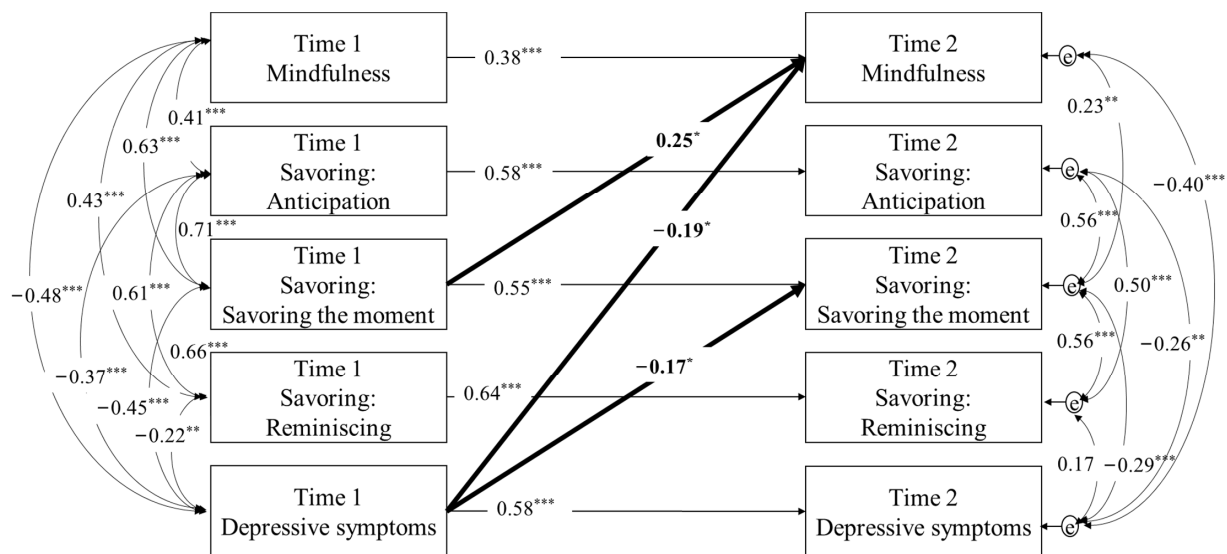 Time 1
Mindfulness
0.38***
Time 2
Mindfulness
e
0.41***
0.23**
0.63***
Time 1
Savoring:
Anticipation
0.25*
0.58***
Time 2
Savoring:
Anticipation
e
−0.40***
0.43***
0.71***
0.56***
−0.19*
Time 1
Savoring:
Savoring the moment
0.55***
Time 2
Savoring:
Savoring the moment
e
−0.48***
0.61***
0.50***
0.66***
0.56***
−0.26**
−0.37***
−0.17*
Time 1
Savoring:
Reminiscing
0.64***
Time 2
Savoring:
Reminiscing
e
−0.45***
−0.22**
0.17
−0.29***
Time 1
Depressive symptoms
0.58***
Time 2
Depressive symptoms
e